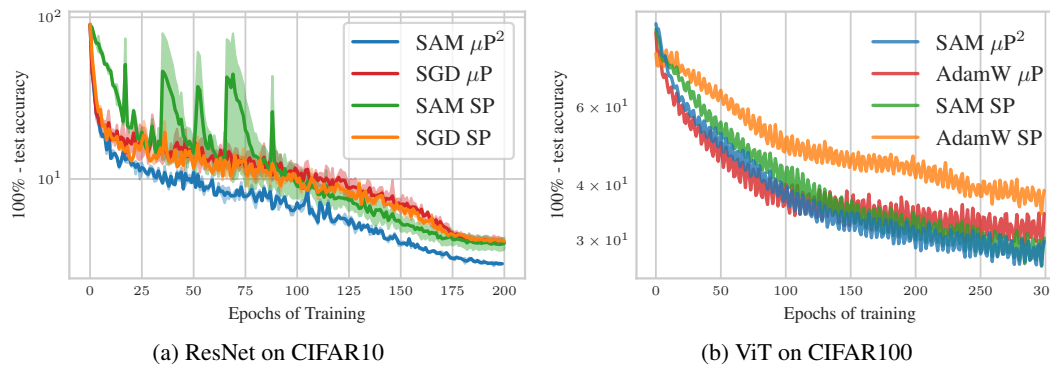 10²
10¹
100% - test accuracy
SAM μP²
SGD μP
SAM SP
SGD SP
0 25 50 75 100 125 150 175 200
Epochs of Training
(a) ResNet on CIFAR10
6 × 10¹
4 × 10¹
3 × 10¹
100% - test accuracy
SAM μP²
AdamW μP
SAM SP
AdamW SP
0 50 100 150 200 250 30
Epochs of training
(b) ViT on CIFAR100